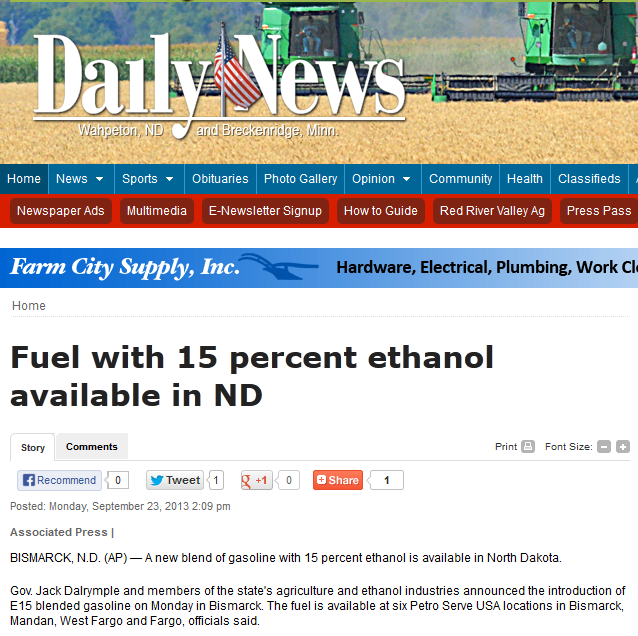 Daily News
Wahpeton, ND and Breckenridge, Minn.
Home News Sports Obituaries Photo Gallery Opinion Community Health Classifieds
Newspaper Ads Multimedia E-Newsletter Signup How to Guide Red River Valley Ag Press Pass
Farm City Supply, Inc. Hardware, Electrical, Plumbing, Work Cl
Home
Fuel with 15 percent ethanol
available in ND
Story Comments Print Font Size:
Recommend 0 Tweet 1 +1 0 Share 1
Posted: Monday, September 23, 2013 2:09 pm
Associated Press |
BISMARCK, N.D. (AP) — A new blend of gasoline with 15 percent ethanol is available in North Dakota.
Gov. Jack Dalrymple and members of the state's agriculture and ethanol industries announced the introduction of
E15 blended gasoline on Monday in Bismarck. The fuel is available at six Petro Serve USA locations in Bismarck,
Mandan, West Fargo and Fargo, officials said.